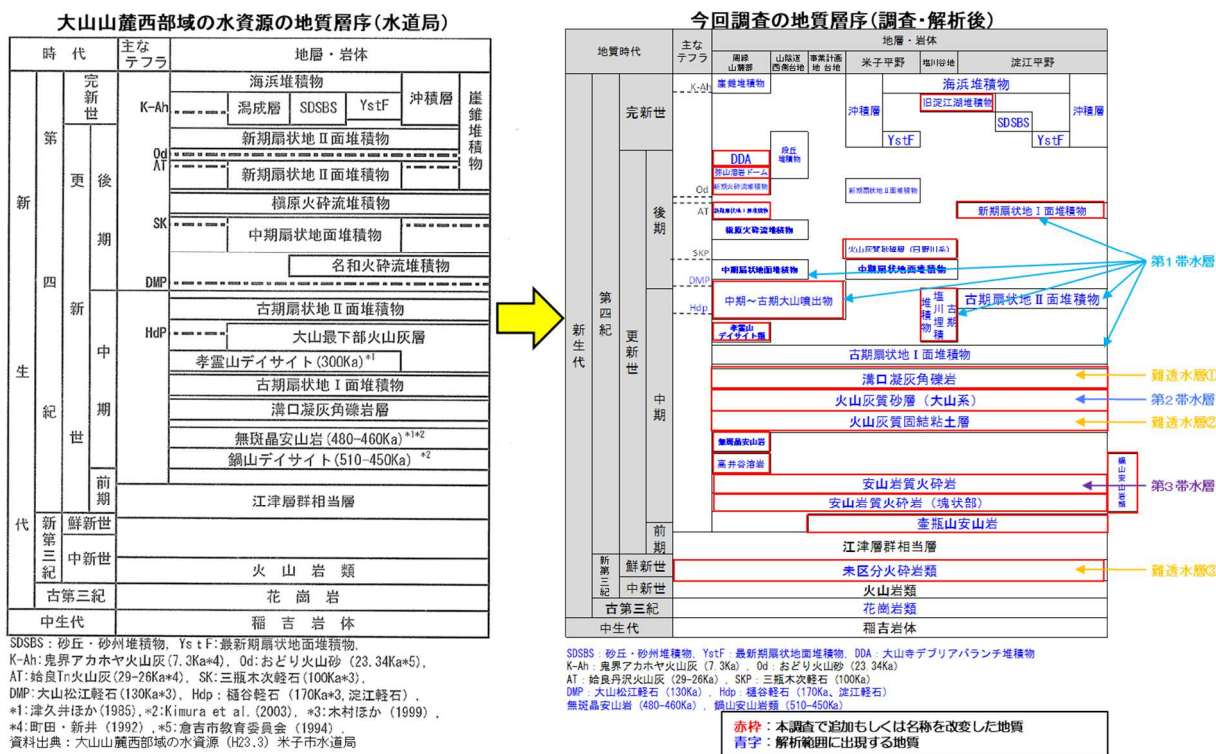 大山山麓西部域の水資源の地質層序(水道局)
時 代
主な
テフラ
地層・岩体
新
生
代
第
四
紀
完
新
世
更
新
世
後
期
中
期
前
期
新
第
三
紀
鮮新世
中新世
古第三紀
中生代
K-Ah
Od
AT
SK
DMP
HdP
海浜堆積物
潟成層
SDSBS
YstF
沖積層
崖
錐
堆
積
物
新期扇状地Ⅱ面堆積物
新期扇状地Ⅱ面堆積物
槇原火砕流堆積物
中期扇状地面堆積物
名和火砕流堆積物
古期扇状地Ⅱ面堆積物
大山最下部火山灰層
孝霊山デイサイト(300Ka)*1
古期扇状地Ⅰ面堆積物
溝口凝灰角礫岩層
無斑晶安山岩(480-460Ka)*1*2
鍋山デイサイト(510-450Ka) *2
江津層群相当層
火 山 岩 類
花 崗 岩
稲 吉 岩 体
SDSBS：砂丘・砂州堆積物, YstF:最新期扇状地面堆積物,
K-Ah:鬼界アカホヤ火山灰(7.3Ka*4), Od:おどり火山砂(23.34Ka*5),
AT:姶良Tn火山灰(29-26Ka*4), SK:三瓶木次軽石(100Ka*3),
DMP:大山松江軽石(130Ka*3), Hdp:樋谷軽石(170Ka*3,淀江軽石),
*1:津久井ほか(1985),*2:Kimura et al.(2003), *3:木村ほか(1999),
*4:町田・新井(1992),*5:倉吉市教育委員会(1994),
資料出典：大山山麓西部域の水資源(H23.3) 米子市水道局
今回調査の地質層序(調査・解析後)
地質時代
主な
テフラ
地層・岩体
周縁
山麓部
山陰道
西側台地
事業計画
地 台地
米子平野
塩川谷地
淀江平野
新
生
代
第
四
紀
完新世
更
新
世
後
期
中
期
前
期
新
第
三
紀
鮮新世
中新世
古第三紀
中生代
K-Ah
Od
AT
SKP
DMP
Hdp
崖錐堆積物
海浜堆積物
沖積層
旧淀江湖堆積物
沖積層
SDSBS
YstF
YstF
段丘
堆積物
DDA
弥山溶岩ドーム
新期火砕流堆積物
新期扇状地Ⅱ面堆積物
新期扇状地Ⅰ面堆積物
新期扇状地Ⅰ面堆積物
槇原火砕流堆積物
火山灰質砂礫層(日野川系)
中期扇状地面堆積物
中期扇状地面堆積物
中期～古期大山噴出物
古期
塩川埋積
堆積物
古期扇状地Ⅱ面堆積物
孝霊山
デイサイト類
古期扇状地Ⅰ面堆積物
溝口凝灰角礫岩
火山灰質砂層（大山系）
火山灰質固結粘土層
無斑晶安山岩
高井谷溶岩
安山岩質火砕岩
安山岩質火砕岩（塊状部）
鍋山安山岩類
壷瓶山安山岩
江津層群相当層
未区分火砕岩類
火山岩類
花崗岩類
稲吉岩体
第1帯水層
難透水層①
第2帯水層
難透水層②
第3帯水層
難透水層③
SDSBS：砂丘・砂州堆積物, YstF：最新期扇状地面堆積物, DDA：大山寺デブリアバランチ堆積物
K-Ah：鬼界アカホヤ火山灰（7.3Ka）, Od：おどり火山砂（23.34Ka）
AT：姶良丹沢火山灰（29-26Ka）, SKP：三瓶木次軽石（100Ka）
DMP：大山松江軽石（130Ka）, Hdp：樋谷軽石（170Ka、淀江軽石）
無斑晶安山岩（480-460Ka）, 鍋山安山岩類（510-450Ka）
赤枠：本調査で追加もしくは名称を改変した地質
青字：解析範囲に出現する地質